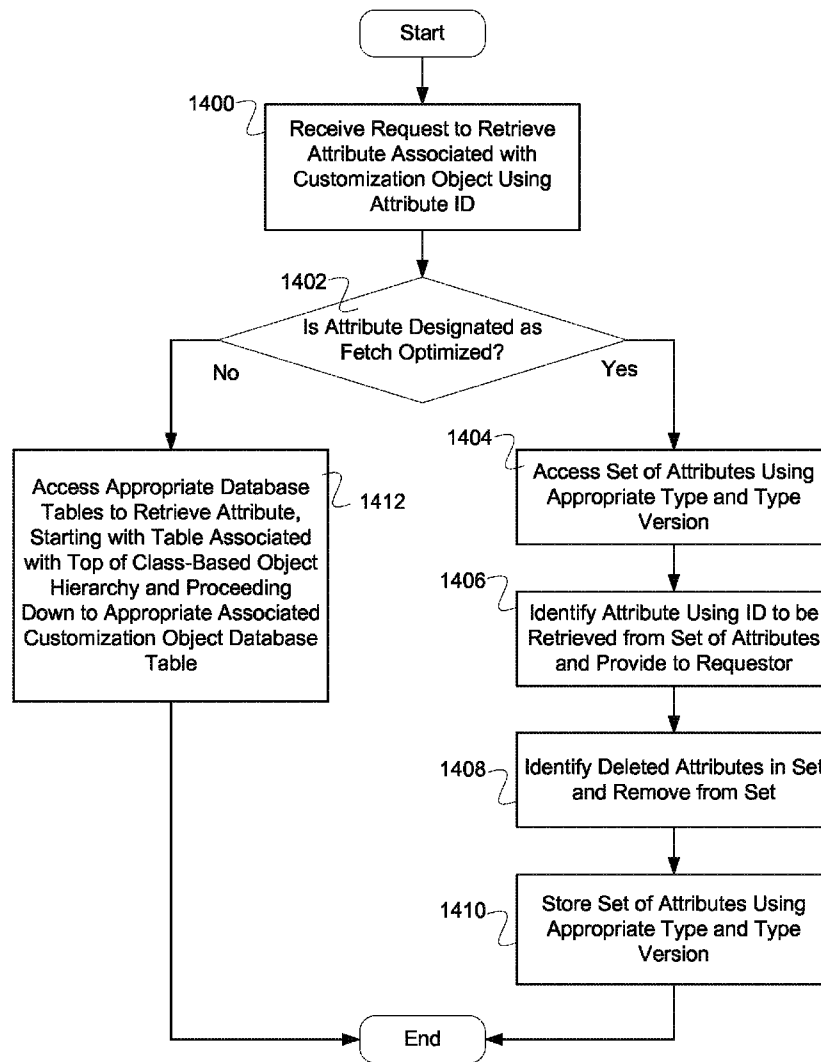 Start
1400
Receive Request to Retrieve
Attribute Associated with
Customization Object Using
Attribute ID
1402
Is Attribute Designated as
Fetch Optimized?
No
Yes
1412
Access Appropriate Database
Tables to Retrieve Attribute,
Starting with Table Associated
with Top of Class-Based Object
Hierarchy and Proceeding
Down to Appropriate Associated
Customization Object Database
Table
1404
Access Set of Attributes Using
Appropriate Type and Type
Version
1406
Identify Attribute Using ID to be
Retrieved from Set of Attributes
and Provide to Requestor
1408
Identify Deleted Attributes in Set
and Remove from Set
1410
Store Set of Attributes Using
Appropriate Type and Type
Version
End